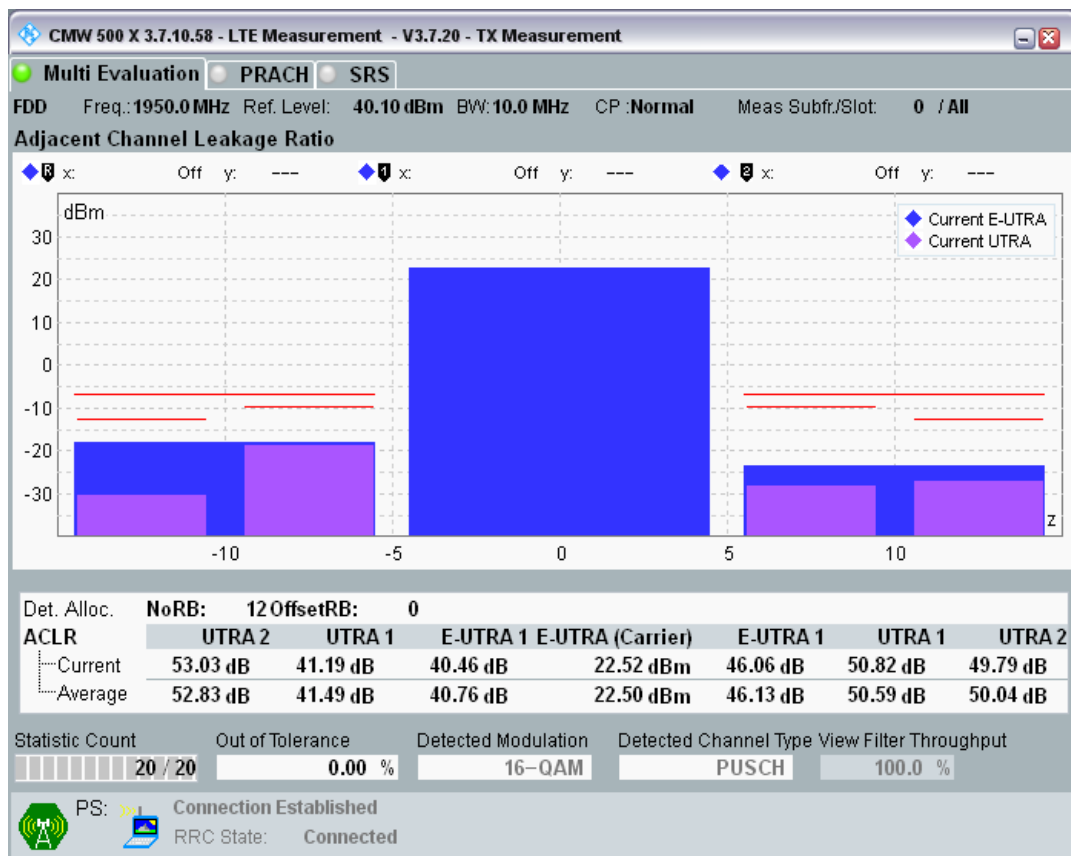 CMW 500 X 3.7.10.58 - LTE Measurement - V3.7.20 - TX Measurement
Multi Evaluation PRACH SRS
FDD Freq.:1950.0 MHz Ref. Level: 40.10 dBm BW:10.0 MHz CP :Normal Meas Subfr./Slot: 0 / All
Adjacent Channel Leakage Ratio
R x: Off y: --- 1 x: Off y: --- 2 x: Off y: ---
dBm
Current E-UTRA
Current UTRA
30
20
10
0
-10
-20
-30
z
-10 -5 0 5 10
Det. Alloc. NoRB: 12 OffsetRB: 0
ACLR UTRA 2 UTRA 1 E-UTRA 1 E-UTRA (Carrier) E-UTRA 1 UTRA 1 UTRA 2
Current 53.03 dB 41.19 dB 40.46 dB 22.52 dBm 46.06 dB 50.82 dB 49.79 dB
Average 52.83 dB 41.49 dB 40.76 dB 22.50 dBm 46.13 dB 50.59 dB 50.04 dB
Statistic Count Out of Tolerance Detected Modulation Detected Channel Type View Filter Throughput
20 / 20 0.00 % 16-QAM PUSCH 100.0 %
PS: Connection Established
RRC State: Connected